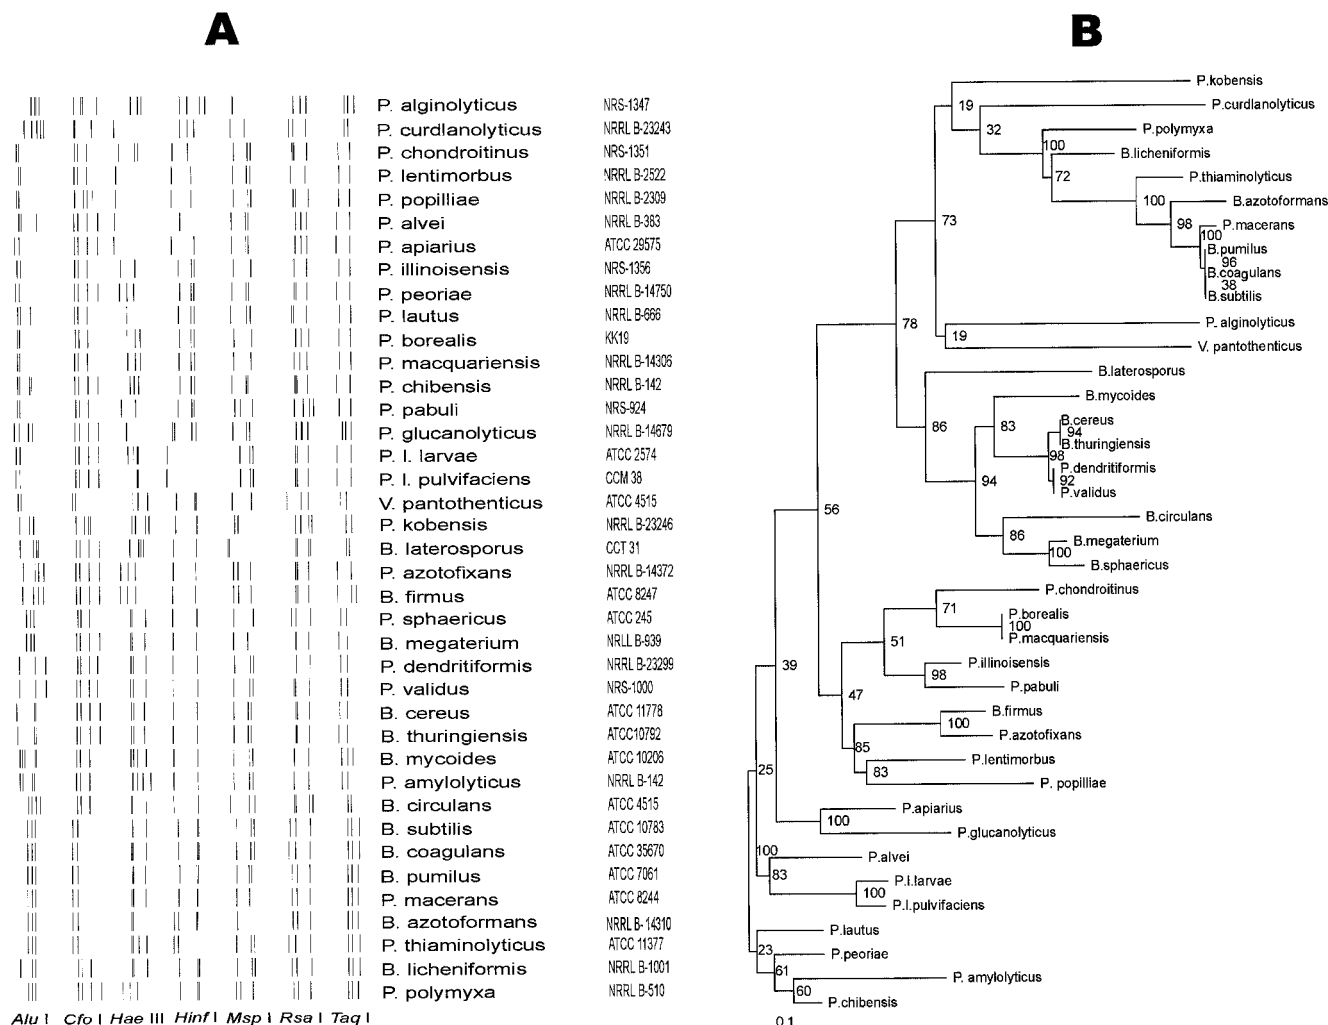 A
P. alginolyticus NRS-1347
P. curdlanolyticus NRRL B-23243
P. chondroitinus NRS-1351
P. lentimorbus NRRL B-2522
P. popilliae NRRL B-2309
P. alvei NRRL B-383
P. apiarius ATCC 29575
P. illinoisensis NRS-1356
P. peoriae NRRL B-14750
P. lautus NRRL B-666
P. borealis KK19
P. macquariensis NRRL B-14306
P. chibensis NRRL B-142
P. pabuli NRS-924
P. glucanolyticus NRRL B-14679
P. l. larvae ATCC 2574
P. l. pulvifaciens CCM 38
V. pantothenticus ATCC 4515
P. kobensis NRRL B-23246
B. laterosporus CCT 31
P. azotofixans NRRL B-14372
B. firmus ATCC 8247
P. sphaericus ATCC 245
B. megaterium NRLL B-939
P. dendritiformis NRRL B-23299
P. validus NRS-1000
B. cereus ATCC 11778
B. thuringiensis ATCC10792
B. mycoides ATCC 10206
P. amylolyticus NRRL B-142
B. circulans ATCC 4515
B. subtilis ATCC 10783
B. coagulans ATCC 35670
B. pumilus ATCC 7061
P. macerans ATCC 8244
B. azotoformans NRRL B-14310
P. thiaminolyticus ATCC 11377
B. licheniformis NRRL B-1001
P. polymyxa NRRL B-510
Alu I Cfo I Hae III Hinf I Msp I Rsa I Taq I
B
P.kobensis
19
P.curdlanolyticus
32
P.polymyxa
100
B.licheniformis
72
P.thiaminolyticus
100
B.azotoformans
98
P.macerans
100
B.pumilus
96
B.coagulans
38
B.subtilis
73
78
P. alginolyticus
19
V. pantothenticus
B.laterosporus
86
B.mycoides
83
B.cereus
94
B.thuringiensis
98
P.dendritiformis
92
P.validus
94
B.circulans
86
B.megaterium
100
B.sphaericus
56
P.chondroitinus
71
P.borealis
100
P.macquariensis
51
P.illinoisensis
98
P.pabuli
39
47
B.firmus
100
P.azotofixans
85
P.lentimorbus
83
P. popilliae
25
P.apiarius
100
P.glucanolyticus
100
P.alvei
83
P.l.larvae
100
P.l.pulvifaciens
P.lautus
23
P.peoriae
61
P. amylolyticus
60
P.chibensis
0.1